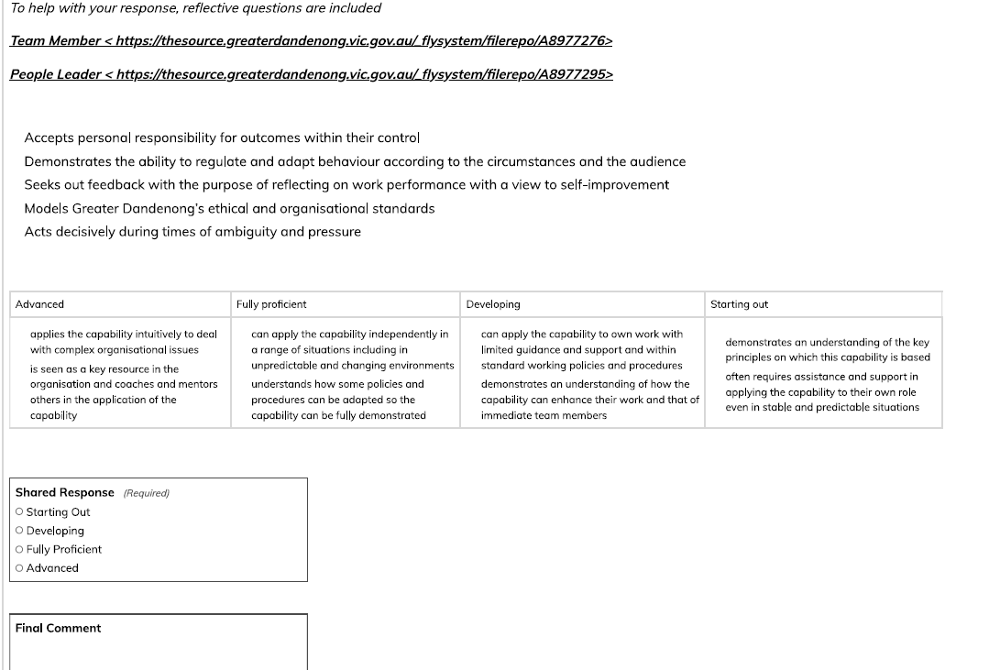 To help with your response, reflective questions are included
Team Member < https://thesource.greaterdandenong.vic.gov.au/_flysystem/filerepo/A8977276>
People Leader < https://thesource.greaterdandenong.vic.gov.au/_flysystem/filerepo/A8977295>
Accepts personal responsibility for outcomes within their control
Demonstrates the ability to regulate and adapt behaviour according to the circumstances and the audience
Seeks out feedback with the purpose of reflecting on work performance with a view to self-improvement
Models Greater Dandenong's ethical and organisational standards
Acts decisively during times of ambiguity and pressure
Advanced
applies the capability intuitively to deal
with complex organisational issues
is seen as a key resource in the
organisation and coaches and mentors
others in the application of the
capability
Fully proficient
can apply the capability independently in
a range of situations including in
unpredictable and changing environments
understands how some policies and
procedures can be adapted so the
capability can be fully demonstrated
Developing
can apply the capability to own work with
limited guidance and support and within
standard working policies and procedures
demonstrates an understanding of how the
capability can enhance their work and that of
immediate team members
Starting out
demonstrates an understanding of the key
principles on which this capability is based
often requires assistance and support in
applying the capability to their own role
even in stable and predictable situations
Shared Response (Required)
Starting Out
Developing
Fully Proficient
Advanced
Final Comment